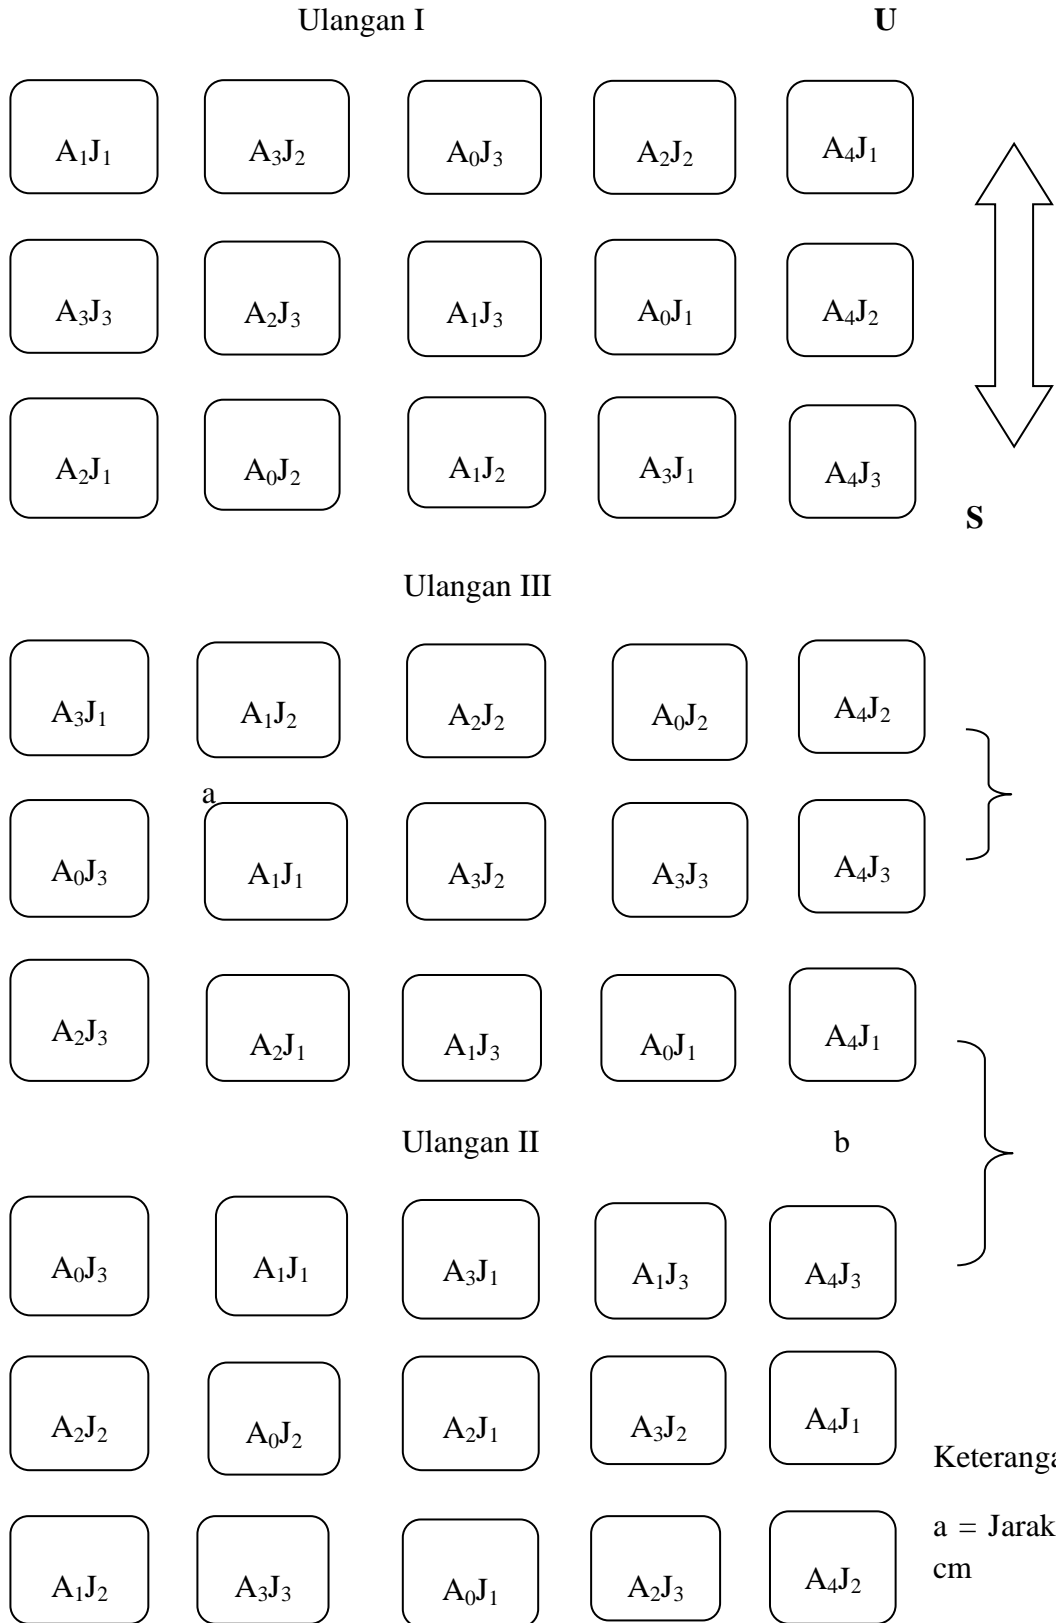 Ulangan I U
A₁J₁ A₃J₂ A₀J₃ A₂J₂ A₄J₁
A₃J₃ A₂J₃ A₁J₃ A₀J₁ A₄J₂
A₂J₁ A₀J₂ A₁J₂ A₃J₁ A₄J₃
S
Ulangan III
A₃J₁ A₁J₂ A₂J₂ A₀J₂ A₄J₂
a
A₀J₃ A₁J₁ A₃J₂ A₃J₃ A₄J₃
A₂J₃ A₂J₁ A₁J₃ A₀J₁ A₄J₁
Ulangan II b
A₀J₃ A₁J₁ A₃J₁ A₁J₃ A₄J₃
A₂J₂ A₀J₂ A₂J₁ A₃J₂ A₄J₁
Keteranga
A₁J₂ A₃J₃ A₀J₁ A₂J₃ A₄J₂
a = Jarak
cm